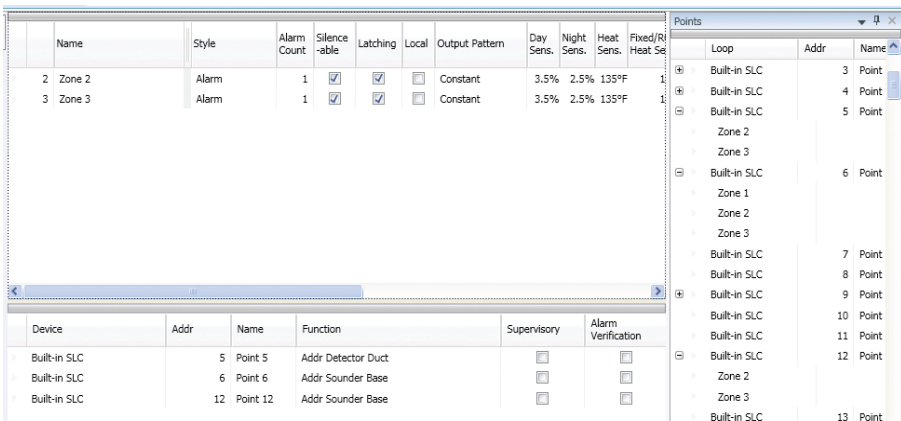 Name Style Alarm Count Silence -able Latching Local Output Pattern Day Sens. Night Sens. Heat Sens. Fixed/R Heat Se
2 Zone 2 Alarm 1 Constant 3.5% 2.5% 135°F 1
3 Zone 3 Alarm 1 Constant 3.5% 2.5% 135°F 1
Device Addr Name Function Supervisory Alarm Verification
Built-in SLC 5 Point 5 Addr Detector Duct
Built-in SLC 6 Point 6 Addr Sounder Base
Built-in SLC 12 Point 12 Addr Sounder Base
Points
Loop Addr Name
Built-in SLC 3 Point
Built-in SLC 4 Point
Built-in SLC 5 Point
Zone 2
Zone 3
Built-in SLC 6 Point
Zone 1
Zone 2
Zone 3
Built-in SLC 7 Point
Built-in SLC 8 Point
Built-in SLC 9 Point
Built-in SLC 10 Point
Built-in SLC 11 Point
Built-in SLC 12 Point
Zone 2
Zone 3
Built-in SLC 13 Point